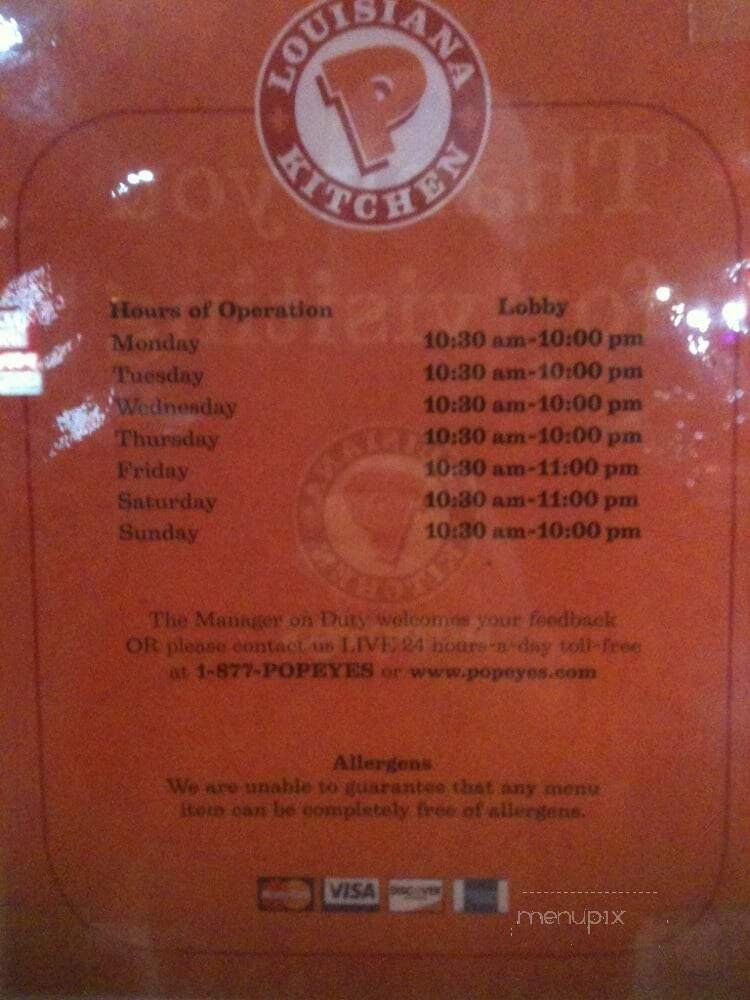 LOUISIANA
KITCHEN
Hours of Operation Lobby
Monday 10:30 am-10:00 pm
Tuesday 10:30 am-10:00 pm
Wednesday 10:30 am-10:00 pm
Thursday 10:30 am-10:00 pm
Friday 10:30 am-11:00 pm
Saturday 10:30 am-11:00 pm
Sunday 10:30 am-10:00 pm
The Manager on Duty welcomes your feedback
OR please contact us LIVE 24 hours-a-day toll-free
at 1-877-POPEYES or www.popeyes.com
Allergens
We are unable to guarantee that any menu
item can be completely free of allergens.
MasterCard VISA DISCOVER
menupix